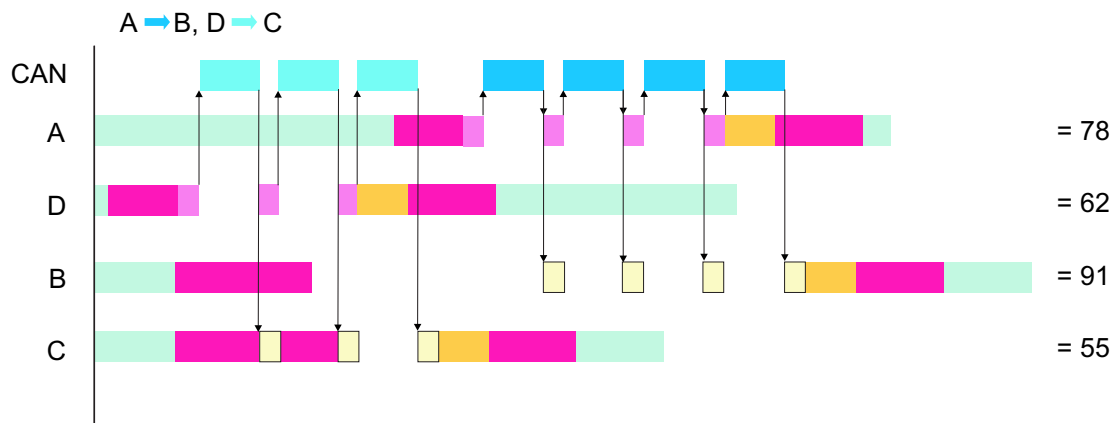 A B, D C
CAN
A = 78
D = 62
B = 91
C = 55